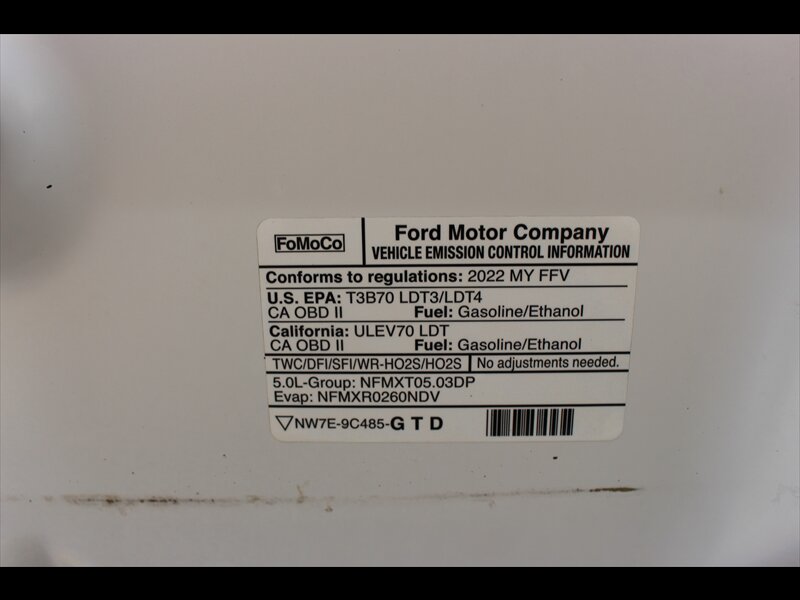 FoMoCo
Ford Motor Company
VEHICLE EMISSION CONTROL INFORMATION
Conforms to regulations: 2022 MY FFV
U.S. EPA: T3B70 LDT3/LDT4
CA OBD II Fuel: Gasoline/Ethanol
California: ULEV70 LDT
CA OBD II Fuel: Gasoline/Ethanol
TWC/DFI/SFI/WR-HO2S/HO2S No adjustments needed.
5.0L-Group: NFMXT05.03DP
Evap: NFMXR0260NDV
NW7E-9C485-G T D